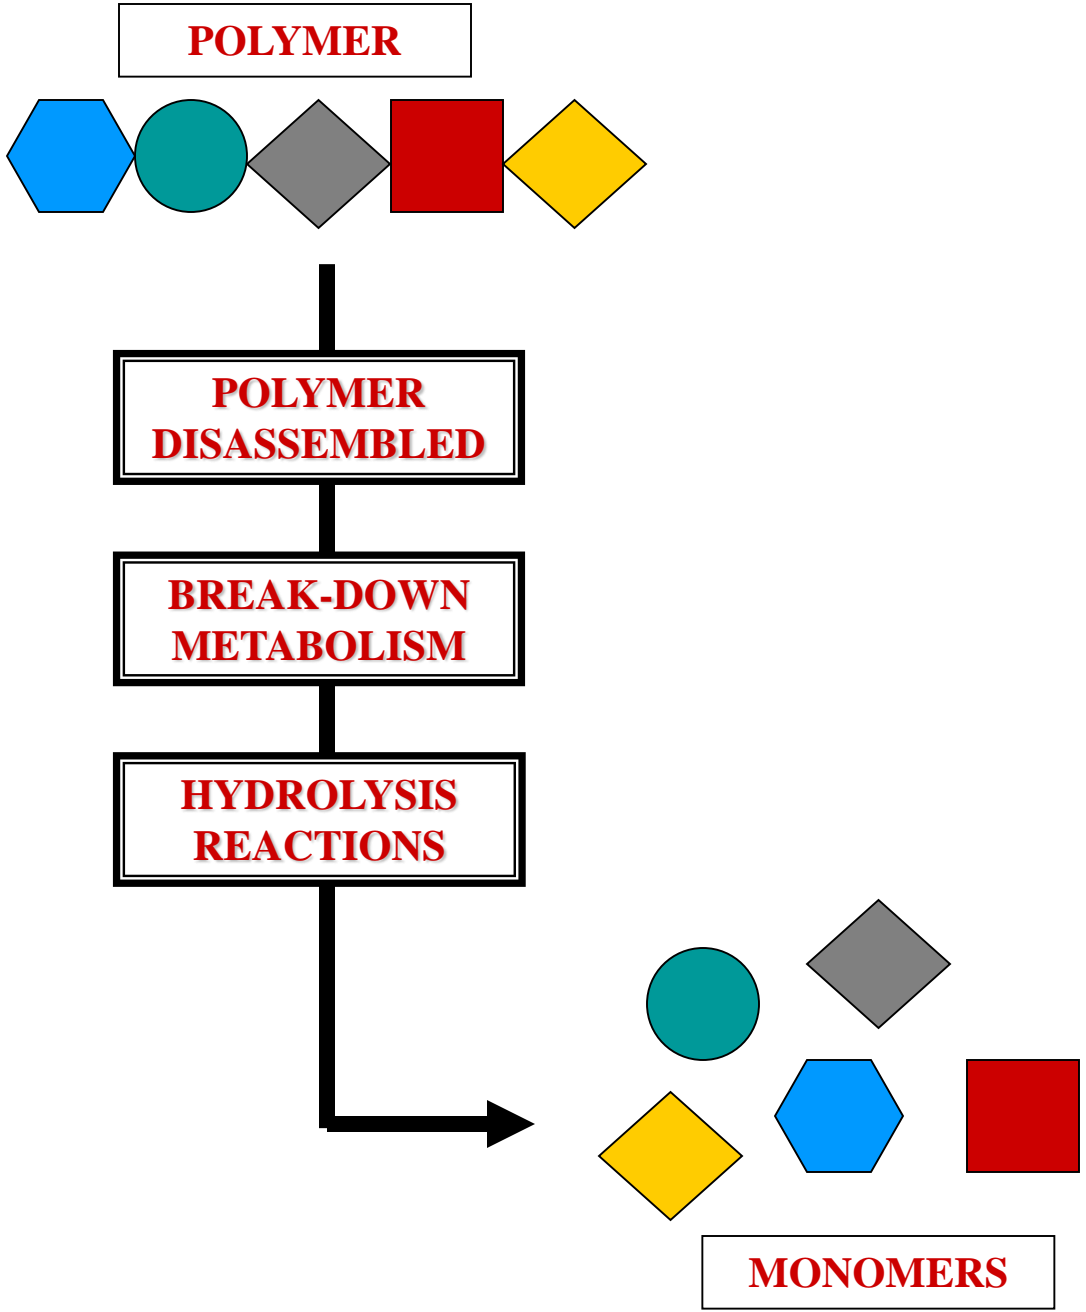 POLYMER
POLYMER
DISASSEMBLED
BREAK-DOWN
METABOLISM
HYDROLYSIS
REACTIONS
MONOMERS